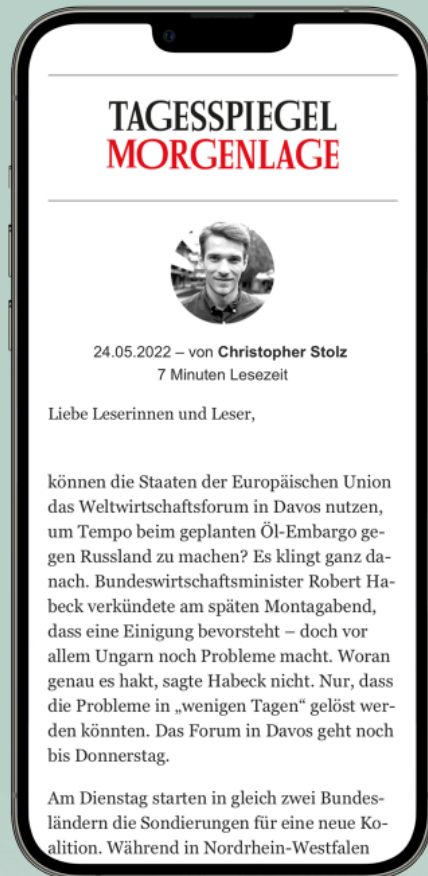 TAGESSPIEGEL
MORGENLAGE
24.05.2022 – von Christopher Stolz
7 Minuten Lesezeit
Liebe Leserinnen und Leser,
können die Staaten der Europäischen Union
das Weltwirtschaftsforum in Davos nutzen,
um Tempo beim geplanten Öl-Embargo ge-
gen Russland zu machen? Es klingt ganz da-
nach. Bundeswirtschaftsminister Robert Ha-
beck verkündete am späten Montagabend,
dass eine Einigung bevorsteht – doch vor
allem Ungarn noch Probleme macht. Woran
genau es hakt, sagte Habeck nicht. Nur, dass
die Probleme in „wenigen Tagen“ gelöst wer-
den könnten. Das Forum in Davos geht noch
bis Donnerstag.
Am Dienstag starten in gleich zwei Bundes-
ländern die Sondierungen für eine neue Ko-
alition. Während in Nordrhein-Westfalen